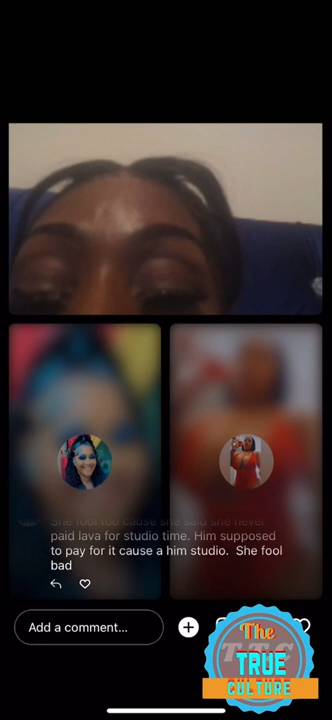 She fool too cause she said she never
paid lava for studio time. Him supposed
to pay for it cause a him studio.  She fool
bad
Add a comment...
The
TTC
TRUE
CULTURE